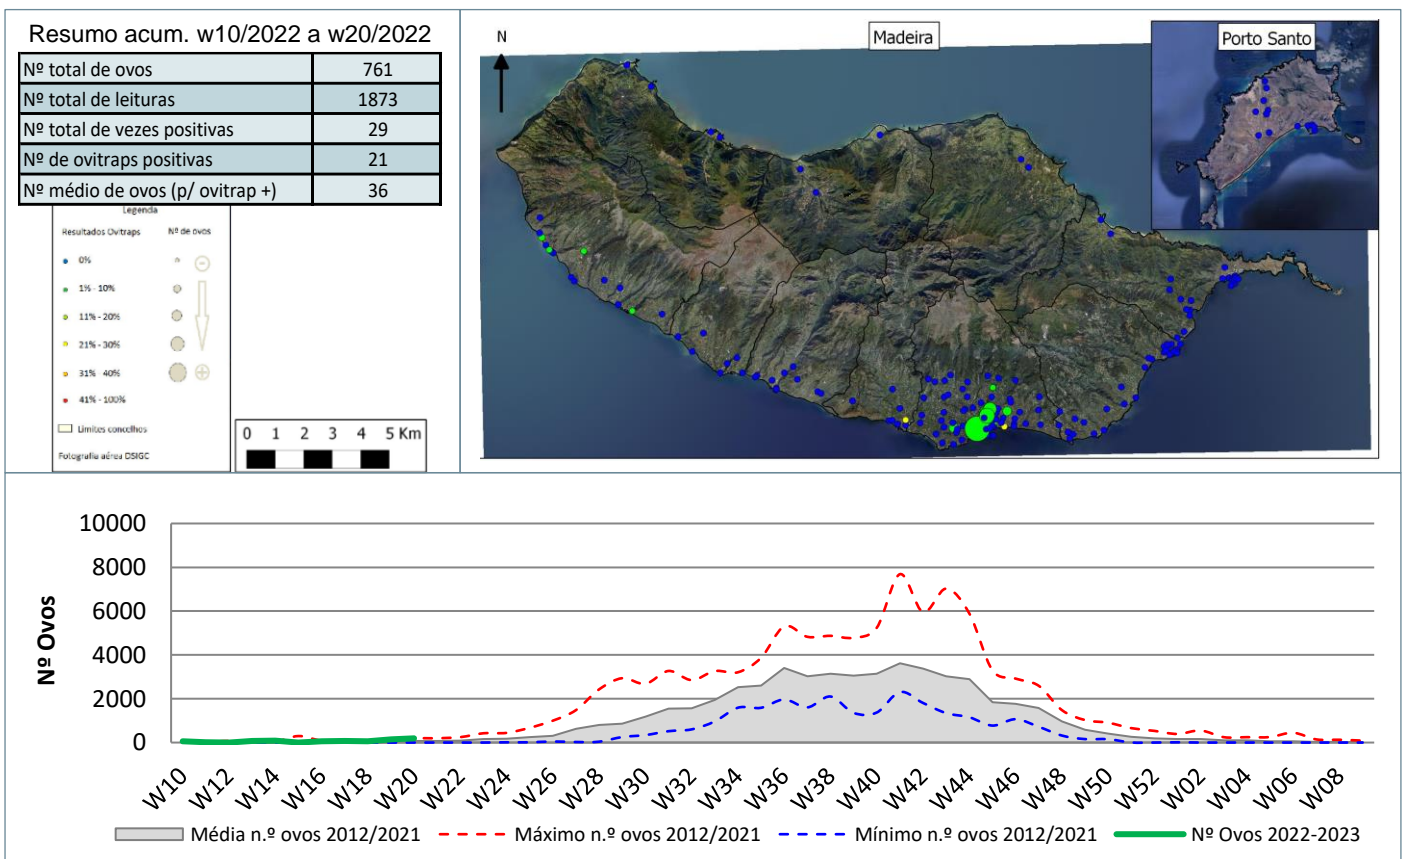 Resumo acum. w10/2022 a w20/2022
Nº total de ovos 761
Nº total de leituras 1873
Nº total de vezes positivas 29
Nº de ovitraps positivas 21
Nº médio de ovos (p/ ovitrap +) 36
Legenda
Resultados Ovitraps Nº de ovos
0%
1% - 10%
11% - 20%
21% - 30%
31% - 40%
41% - 100%
Limites concelhos
Fotografia aérea DSIGC
0 1 2 3 4 5 Km
N
Madeira
Porto Santo
Nº Ovos
10000
8000
6000
4000
2000
0
W10 W12 W14 W16 W18 W20 W22 W24 W26 W28 W30 W32 W34 W36 W38 W40 W42 W44 W46 W48 W50 W52 W02 W04 W06 W08
Média n.º ovos 2012/2021 Máximo n.º ovos 2012/2021 Mínimo n.º ovos 2012/2021 Nº Ovos 2022-2023